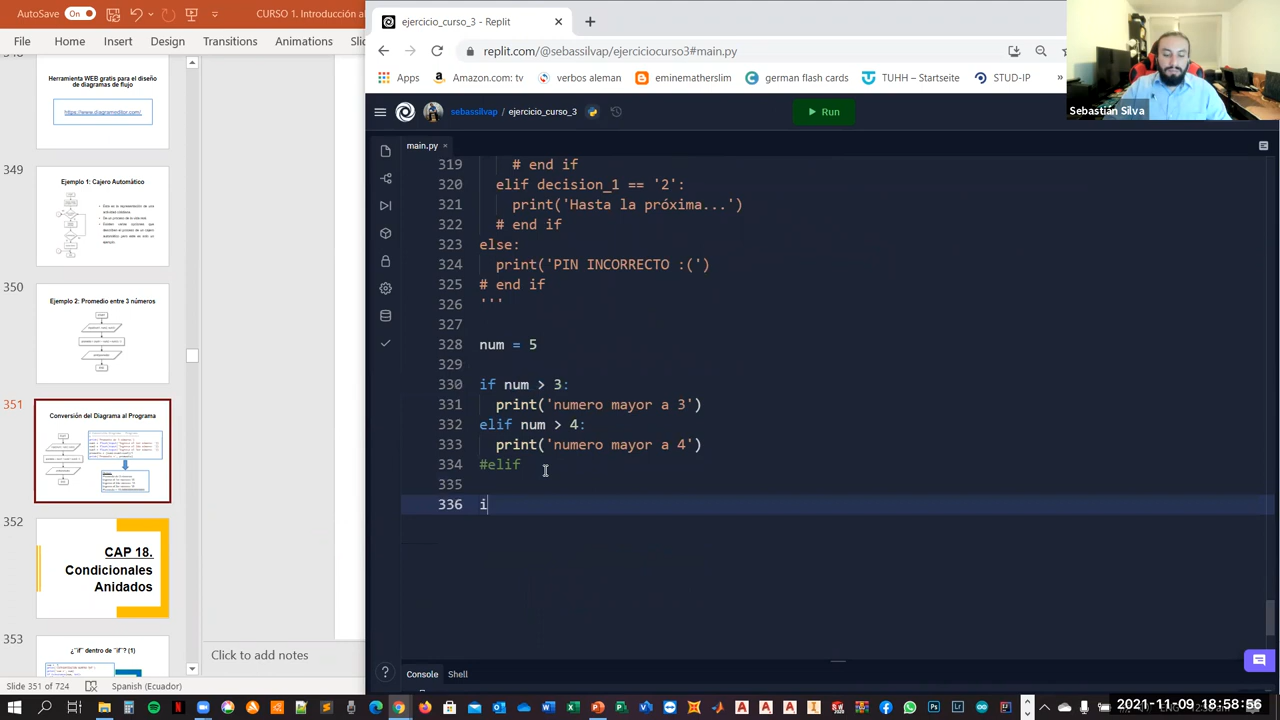 AutoSave On
351 Introducción a
File Home Insert Design Transitions Animations
348
Herramienta WEB gratis para el diseño
de diagramas de flujo
349
Ejemplo 1: Cajero Automático
350
Ejemplo 2: Promedio entre 3 números
351
Conversión del Diagrama al Programa
352
CAP 18.
Condicionales
Anidados
353
¿¨if¨ dentro de ¨if¨? (1)
Click to add notes
Slide 351 of 724 Spanish (Ecuador)
ejercicio_curso_3 - Replit
replit.com/@sebassilvap/ejerciciocurso3#main.py
Apps Amazon.com: tv verbos aleman eminematherslim german flash cards TUHH – Startseite STUD-IP »
Sebastián Silva
sebassilvap / ejercicio_curso_3
Run
main.py
319 # end if
320 elif decision_1 == '2':
321 print('Hasta la próxima...')
322 # end if
323 else:
324 print('PIN INCORRECTO :(')
325 # end if
326 '''
327
328 num = 5
329
330 if num > 3:
331 print('numero mayor a 3')
332 elif num > 4:
333 print('numero mayor a 4')
334 #elif
335
336 i
Console Shell
2021-11-09 18:58:56